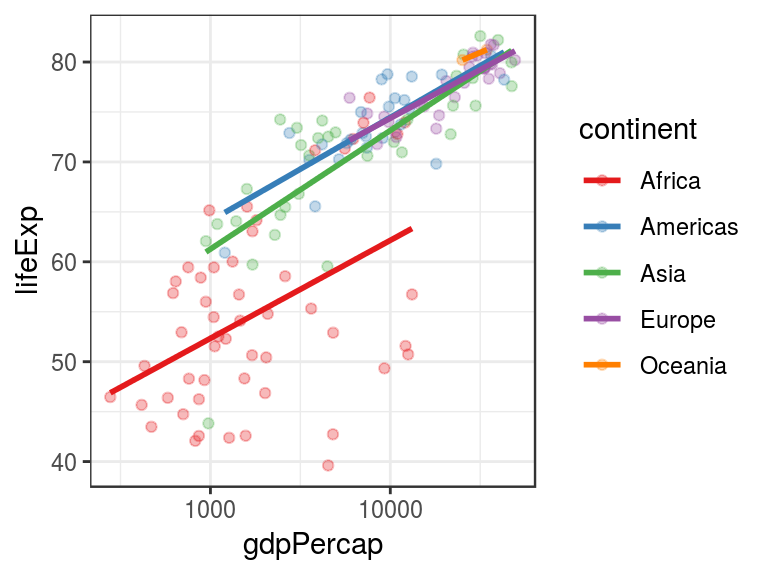 80
70
60
50
40
lifeExp
1000 10000
gdpPercap
continent
Africa
Americas
Asia
Europe
Oceania